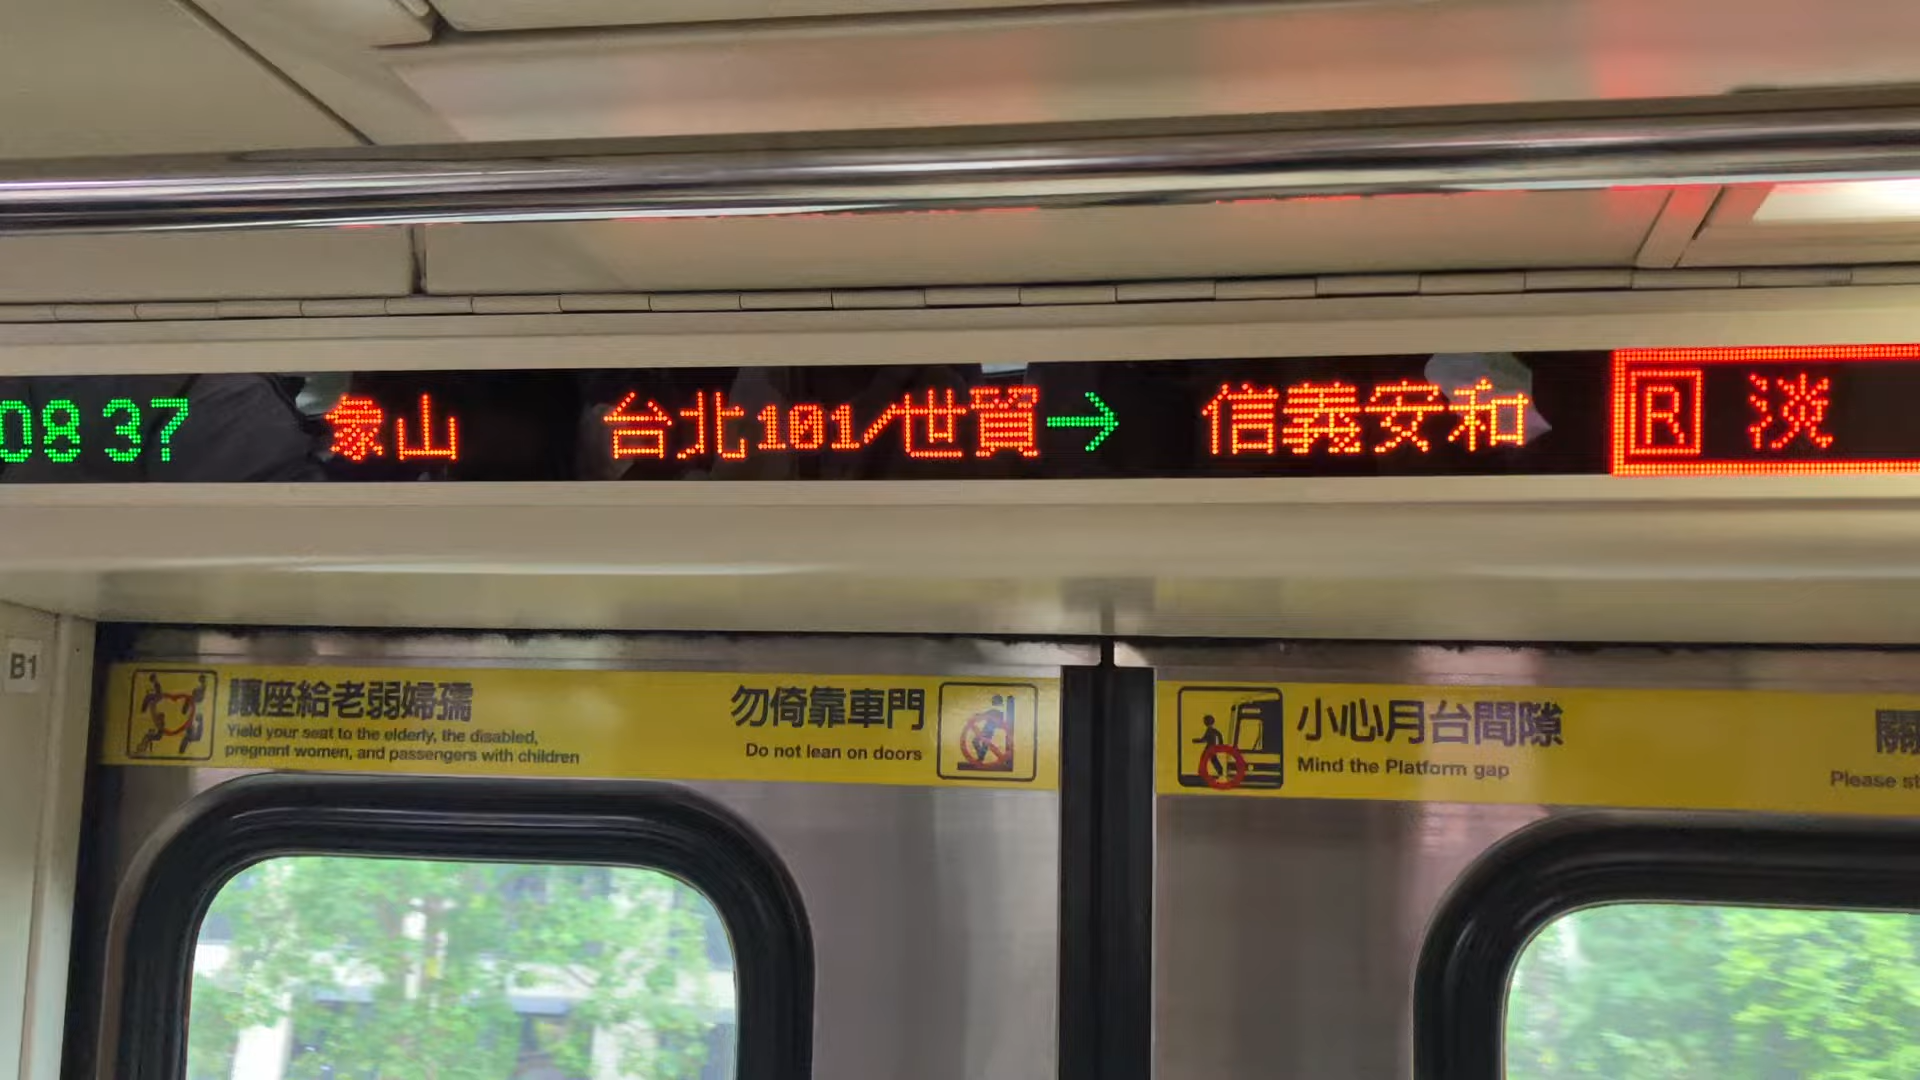 08 37 象山 台北101/世貿→ 信義安和 R 淡
B1
讓座給老弱婦孺
Yield your seat to the elderly, the disabled,
pregnant women, and passengers with children
勿倚靠車門
Do not lean on doors
小心月台間隙
Mind the Platform gap
關
Please st